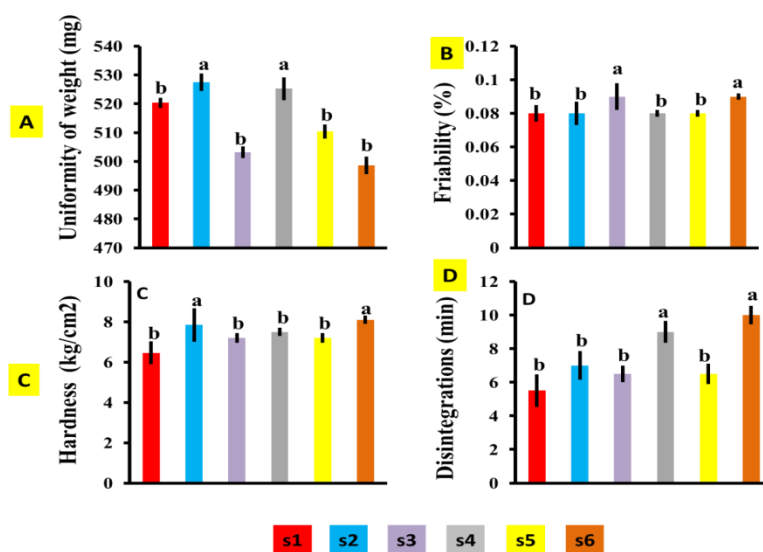 A
Uniformity of weight (mg)
540
530
520
510
500
490
480
470
b
a
b
a
b
b
B
Friability (%)
0.12
0.1
0.08
0.06
0.04
0.02
0
b
b
a
b
b
a
C
Hardness (kg/cm2)
10
8
6
4
2
0
C
b
a
b
b
b
a
D
Disintegrations (min)
12
10
8
6
4
2
0
D
b
b
b
a
b
a
s1 s2 s3 s4 s5 s6